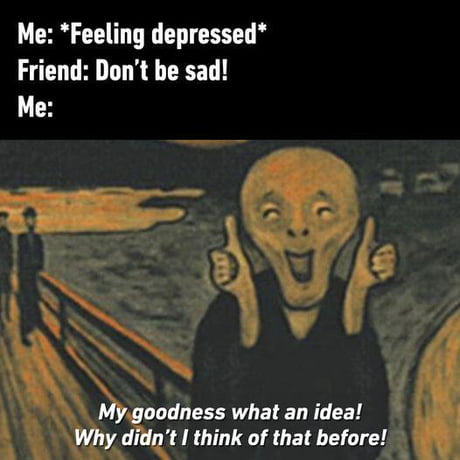 Me: *Feeling depressed*
Friend: Don't be sad!
Me:
My goodness what an idea!
Why didn't I think of that before!